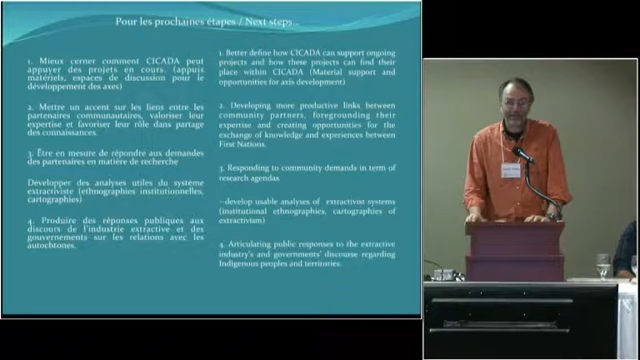 Pour les prochaines étapes / Next steps...
1. Mieux cerner comment CICADA peut
appuyer des projets en cours. (appuis
matériels, espaces de discussion pour le
développement des axes)
2. Mettre un accent sur les liens entre les
partenaires communautaires, valoriser leur
expertise et favoriser leur rôle dans partage
des connaissances.
3. Être en mesure de répondre aux demandes
des partenaires en matière de recherche
Developper des analyses utiles du système
extractiviste (ethnographies institutionnelles,
cartographies)
4. Produire des réponses publiques aux
discours de l'industrie extractive et des
gouvernements sur les relations avec les
autochtones.
1. Better define how CICADA can support ongoing
projects and how these projects can find their
place within CICADA (Material support and
opportunities for axis development)
2. Developing more productive links between
community partners, foregrounding their
expertise and creating opportunities for the
exchange of knowledge and experiences between
First Nations.
3. Responding to community demands in term of
research agendas
--develop usable analyses of extractivist systems
(institutional ethnographies, cartographies of
extractivism)
4. Articulating public responses to the extractive
industry's and governments' discourse regarding
Indigenous peoples and territories.